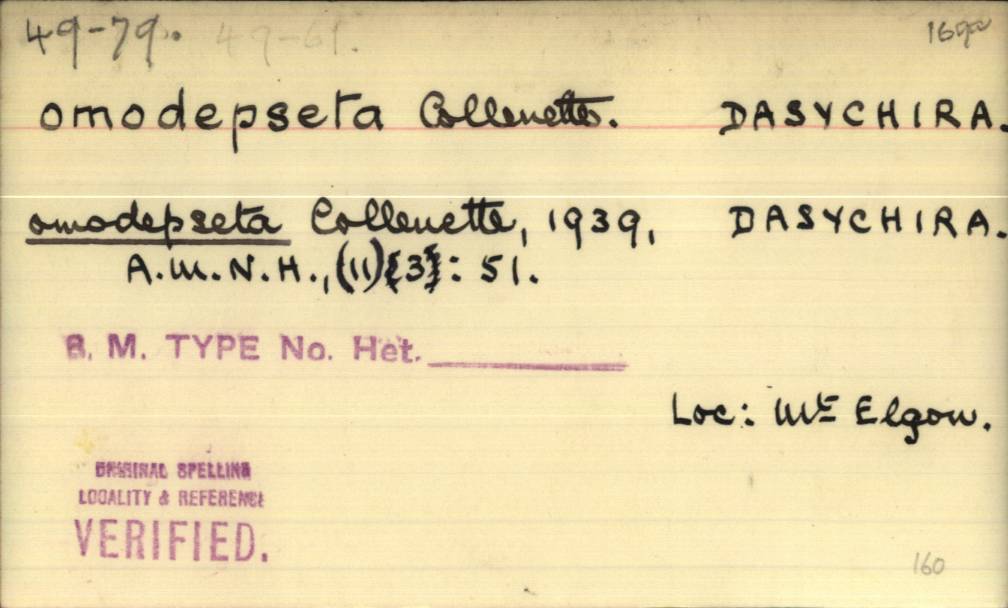 49-79. 49-61.
omodepseta Collenette. DASYCHIRA.
omodepseta Collenette, 1939, DASYCHIRA.
A.M.N.H., (11) {3}: 51.
B. M. TYPE No. Het.
Loc: Mt Elgon.
ORIGINAL SPELLING
LOCALITY & REFERENCE
VERIFIED.
160